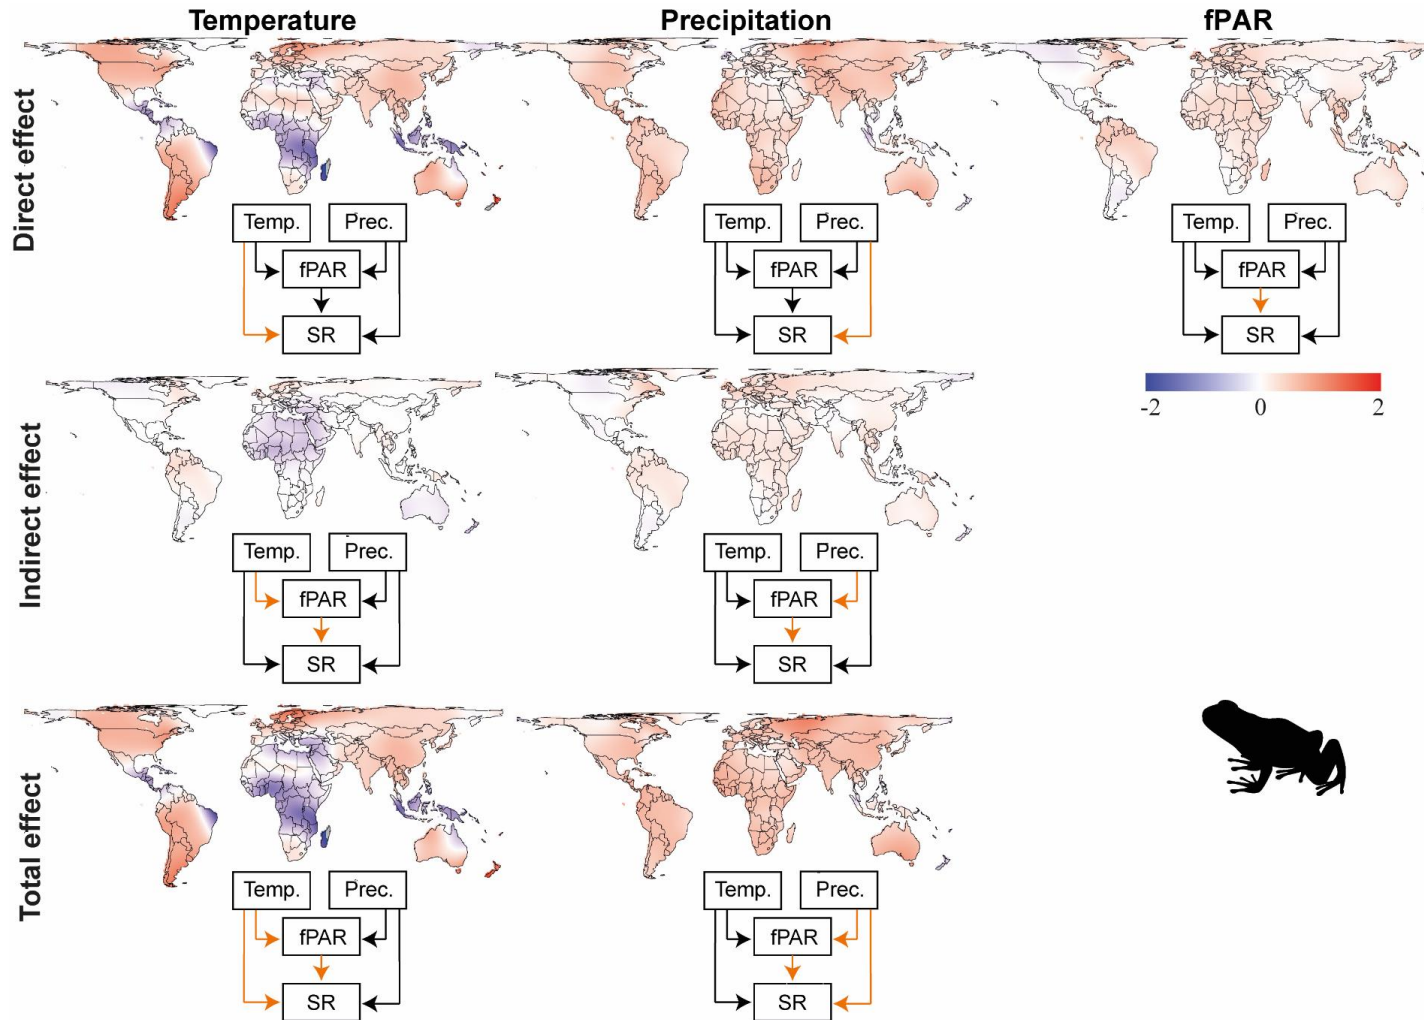 Temperature
Precipitation
fPAR
Direct effect
Temp.
Prec.
fPAR
SR
Temp.
Prec.
fPAR
SR
Temp.
Prec.
fPAR
SR
-2
0
2
Indirect effect
Temp.
Prec.
fPAR
SR
Temp.
Prec.
fPAR
SR
Total effect
Temp.
Prec.
fPAR
SR
Temp.
Prec.
fPAR
SR